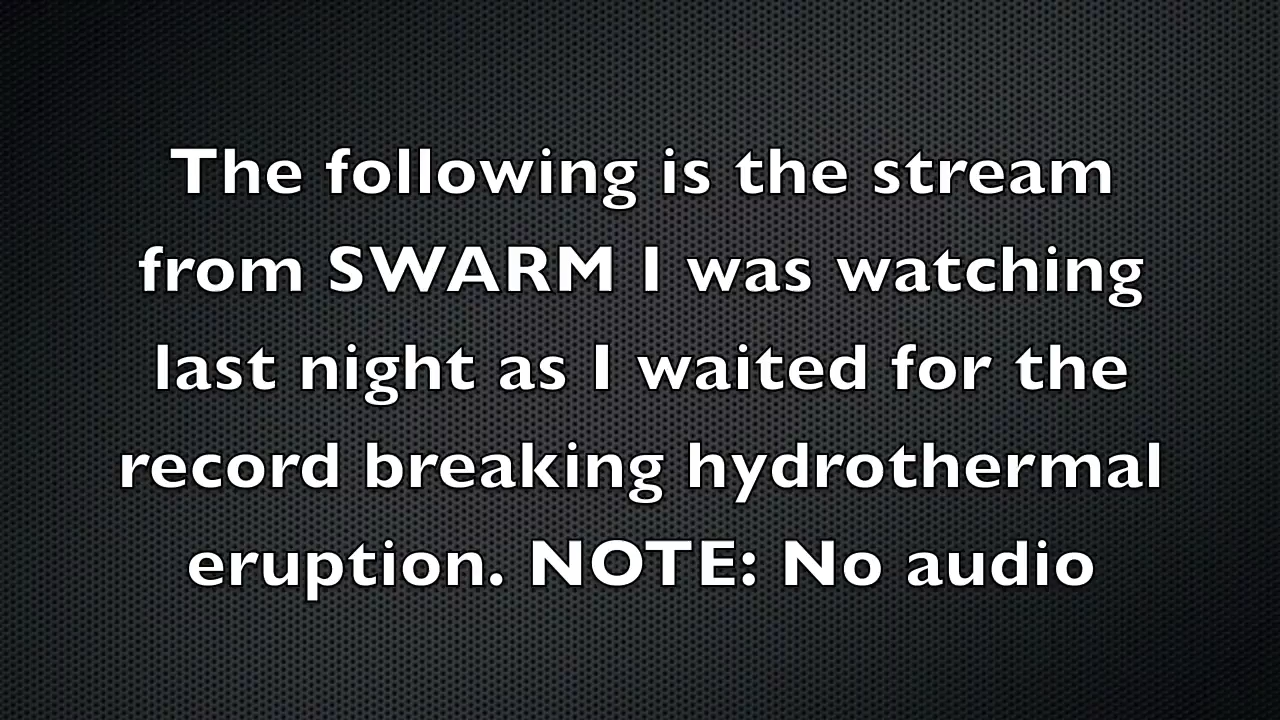 The following is the stream
from SWARM I was watching
last night as I waited for the
record breaking hydrothermal
eruption. NOTE: No audio